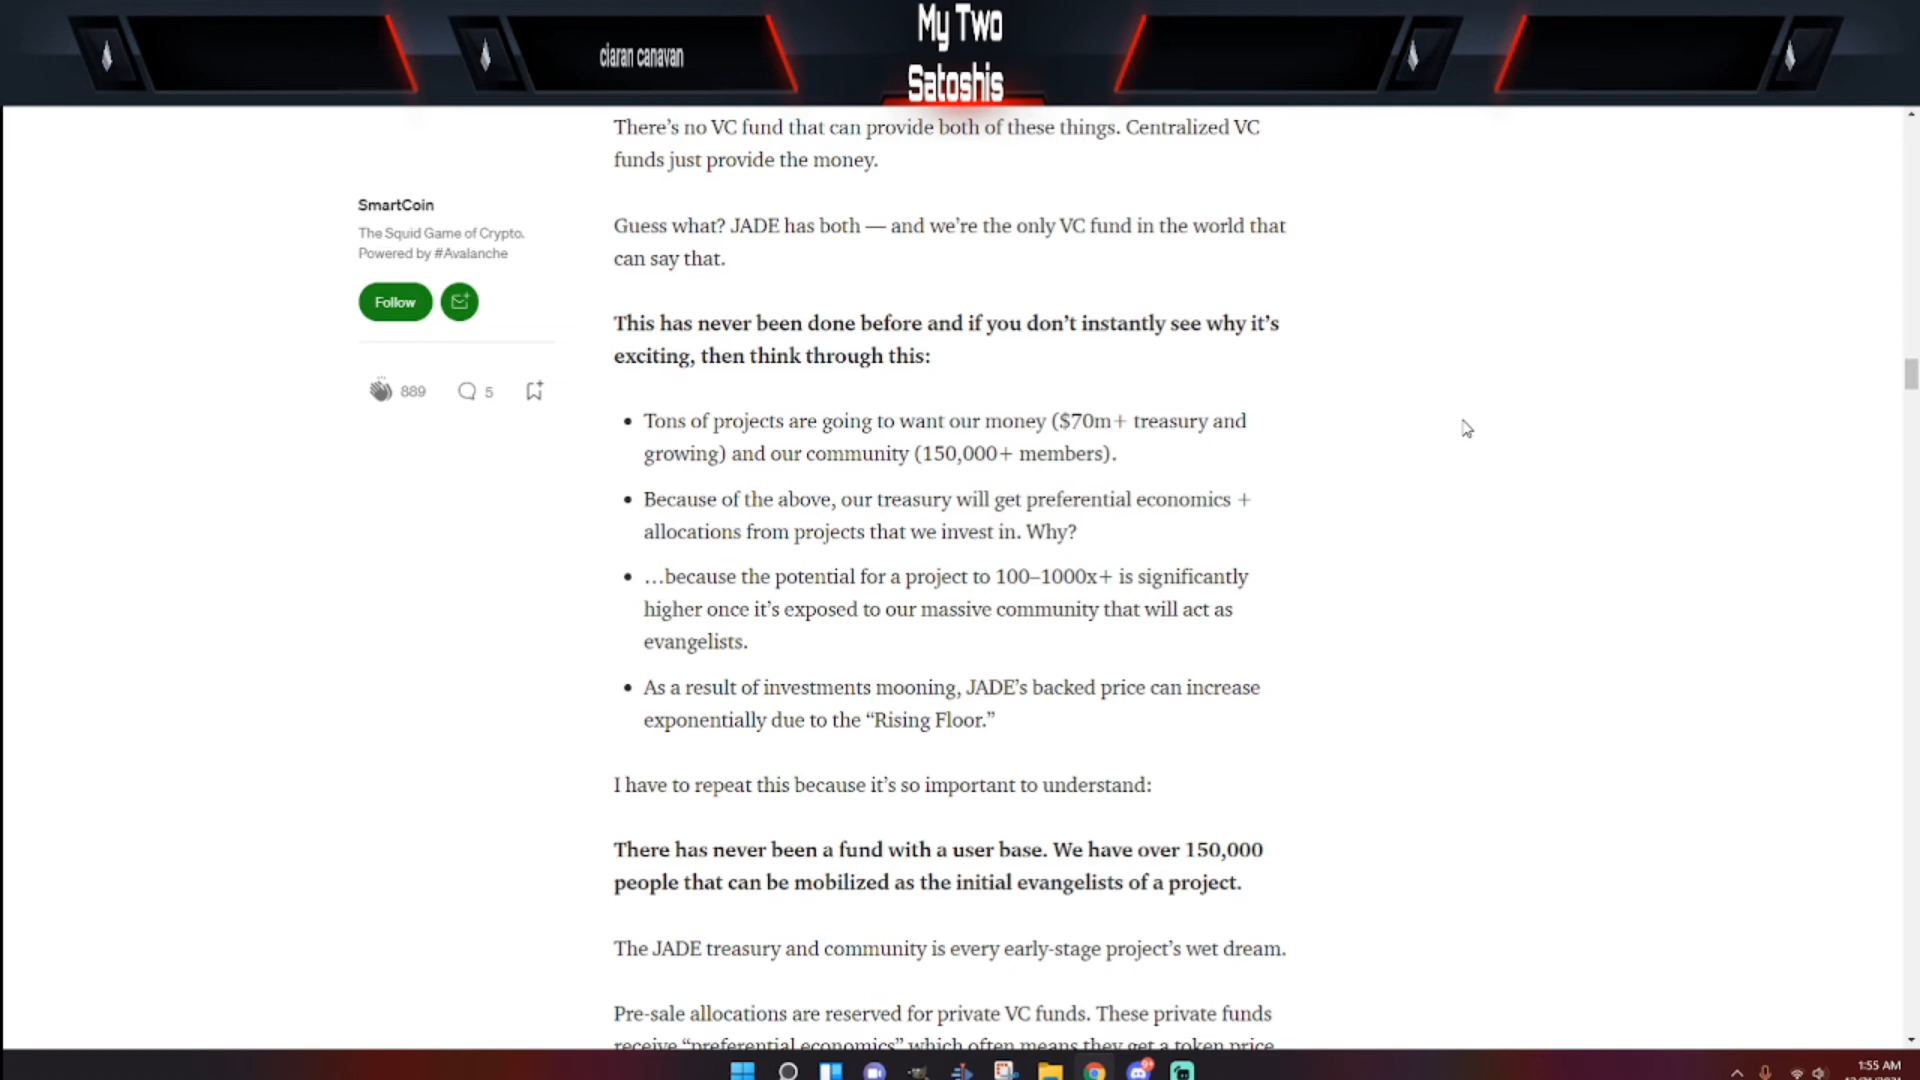 My Two
Satoshis
ciaran canavan
There’s no VC fund that can provide both of these things. Centralized VC
funds just provide the money.
SmartCoin
The Squid Game of Crypto.
Powered by #Avalanche
Follow
889
5
Guess what? JADE has both — and we’re the only VC fund in the world that
can say that.
This has never been done before and if you don’t instantly see why it’s
exciting, then think through this:
• Tons of projects are going to want our money ($70m+ treasury and
growing) and our community (150,000+ members).
• Because of the above, our treasury will get preferential economics +
allocations from projects that we invest in. Why?
• …because the potential for a project to 100–1000x+ is significantly
higher once it’s exposed to our massive community that will act as
evangelists.
• As a result of investments mooning, JADE’s backed price can increase
exponentially due to the “Rising Floor.”
I have to repeat this because it’s so important to understand:
There has never been a fund with a user base. We have over 150,000
people that can be mobilized as the initial evangelists of a project.
The JADE treasury and community is every early-stage project’s wet dream.
Pre-sale allocations are reserved for private VC funds. These private funds
receive “preferential economics” which often means they get a token price
1:55 AM